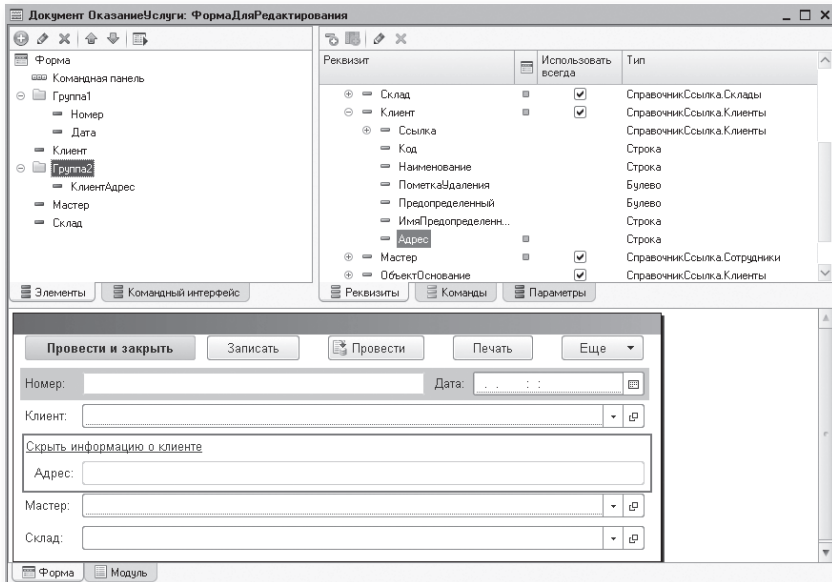 Документ ОказаниеУслуги: ФормаДляРедактирования
Форма
Командная панель
Группа1
Номер
Дата
Клиент
Группа2
КлиентАдрес
Мастер
Склад
Элементы
Командный интерфейс
Реквизит
Использовать всегда
Тип
Склад СправочникСсылка.Склады
Клиент СправочникСсылка.Клиенты
Ссылка СправочникСсылка.Клиенты
Код Строка
Наименование Строка
ПометкаУдаления Булево
Предопределенный Булево
ИмяПредопределенн... Строка
Адрес Строка
Мастер СправочникСсылка.Сотрудники
ОбъектОснование СправочникСсылка.Клиенты
Реквизиты
Команды
Параметры
Провести и закрыть Записать Провести Печать Еще
Номер: Дата: . . : :
Клиент:
Скрыть информацию о клиенте
Адрес:
Мастер:
Склад:
Форма Модуль